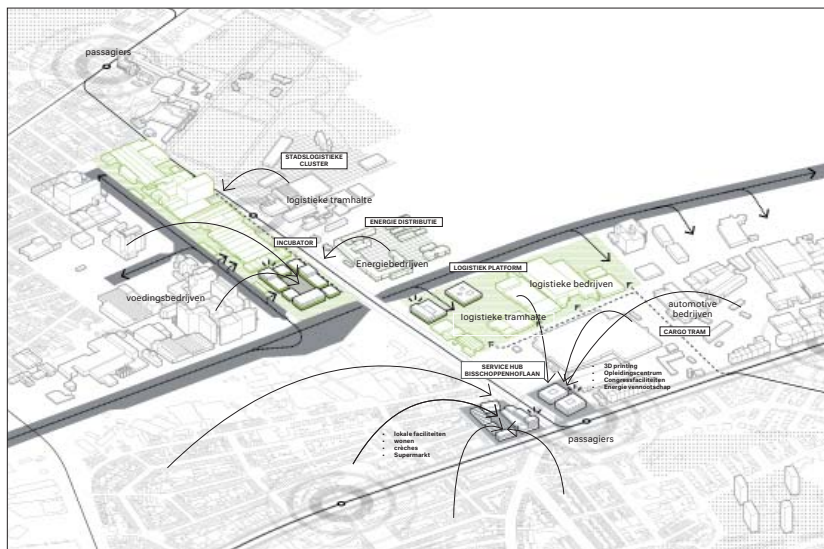 passagiers
STADSLOGISTIEKE
CLUSTER
logistieke tramhalte
ENERGIE DISTRIBUTIE
INCUBATOR
Energiebedrijven
LOGISTIEK PLATFORM
logistieke bedrijven
voedingsbedrijven
logistieke tramhalte
automotive
bedrijven
CARGO TRAM
SERVICE HUB
BISSCHOPPENHOFLAAN
• 3D printing
• Opleidingscentrum
• Congresfaciliteiten
• Energie vennootschap
• lokale faciliteiten
• wonen
• crèches
• Supermarkt
passagiers